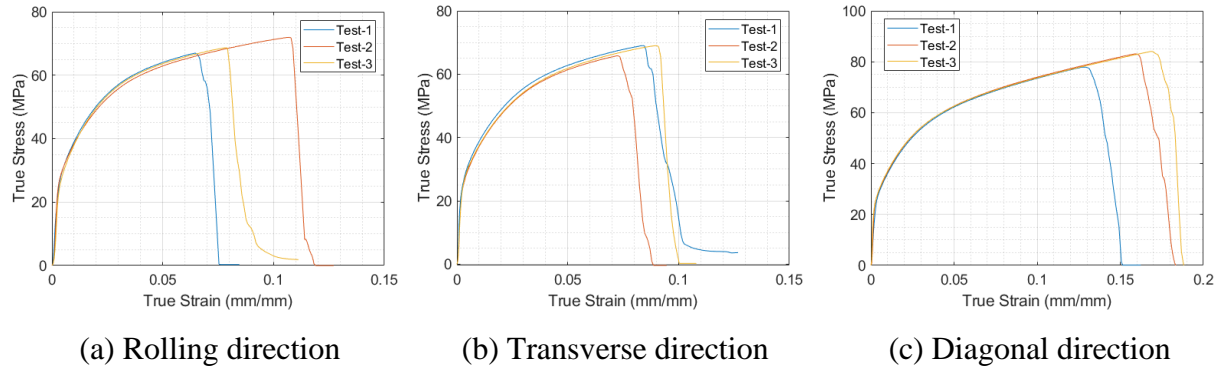 80
60
40
20
0
True Stress (MPa)
0
0.05
0.1
0.15
True Strain (mm/mm)
Test-1
Test-2
Test-3
(a) Rolling direction
80
60
40
20
0
True Stress (MPa)
0
0.05
0.1
0.15
True Strain (mm/mm)
Test-1
Test-2
Test-3
(b) Transverse direction
100
80
60
40
20
0
True Stress (MPa)
0
0.05
0.1
0.15
0.2
True Strain (mm/mm)
Test-1
Test-2
Test-3
(c) Diagonal direction